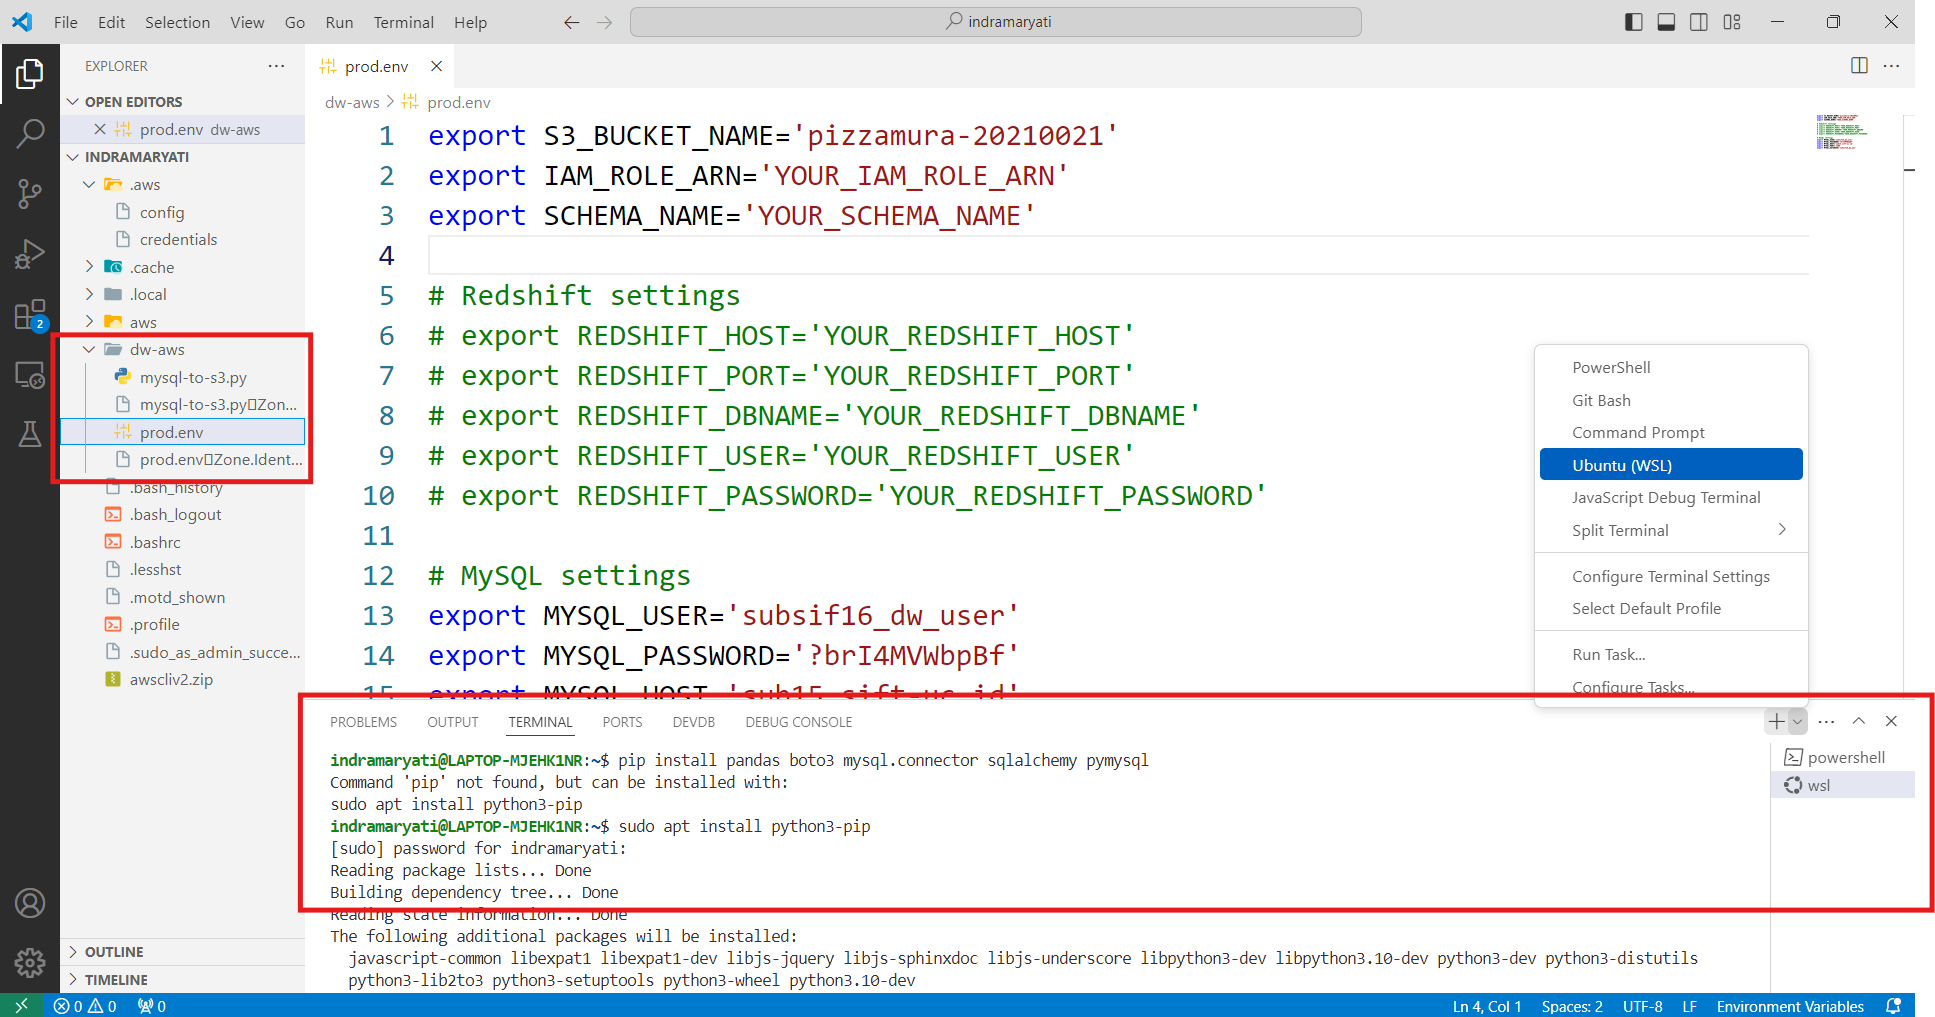 File Edit Selection View Go Run Terminal Help
indramaryati
EXPLORER
OPEN EDITORS
prod.env dw-aws
INDRAMARYATI
.aws
config
credentials
.cache
.local
aws
dw-aws
mysql-to-s3.py
mysql-to-s3.py▯Zon...
prod.env
prod.env▯Zone.Ident...
.bash_history
.bash_logout
.bashrc
.lesshst
.motd_shown
.profile
.sudo_as_admin_succe...
awscliv2.zip
OUTLINE
TIMELINE
2
prod.env
dw-aws > prod.env
1 export S3_BUCKET_NAME='pizzamura-20210021'
2 export IAM_ROLE_ARN='YOUR_IAM_ROLE_ARN'
3 export SCHEMA_NAME='YOUR_SCHEMA_NAME'
4
5 # Redshift settings
6 # export REDSHIFT_HOST='YOUR_REDSHIFT_HOST'
7 # export REDSHIFT_PORT='YOUR_REDSHIFT_PORT'
8 # export REDSHIFT_DBNAME='YOUR_REDSHIFT_DBNAME'
9 # export REDSHIFT_USER='YOUR_REDSHIFT_USER'
10 # export REDSHIFT_PASSWORD='YOUR_REDSHIFT_PASSWORD'
11
12 # MySQL settings
13 export MYSQL_USER='subsif16_dw_user'
14 export MYSQL_PASSWORD='?brI4MVWbpBf'
15 export MYSQL_HOST
PowerShell
Git Bash
Command Prompt
Ubuntu (WSL)
JavaScript Debug Terminal
Split Terminal
Configure Terminal Settings
Select Default Profile
Run Task...
Configure Tasks...
PROBLEMS OUTPUT TERMINAL PORTS DEVDB DEBUG CONSOLE
indramaryati@LAPTOP-MJEHK1NR:~$ pip install pandas boto3 mysql.connector sqlalchemy pymysql
Command 'pip' not found, but can be installed with:
sudo apt install python3-pip
indramaryati@LAPTOP-MJEHK1NR:~$ sudo apt install python3-pip
[sudo] password for indramaryati:
Reading package lists... Done
Building dependency tree... Done
Reading state information... Done
The following additional packages will be installed:
javascript-common libexpat1 libexpat1-dev libjs-jquery libjs-sphinxdoc libjs-underscore libpython3-dev libpython3.10-dev python3-dev python3-distutils
python3-lib2to3 python3-setuptools python3-wheel python3.10-dev
powershell
wsl
0 0 0
Ln 4, Col 1 Spaces: 2 UTF-8 LF Environment Variables